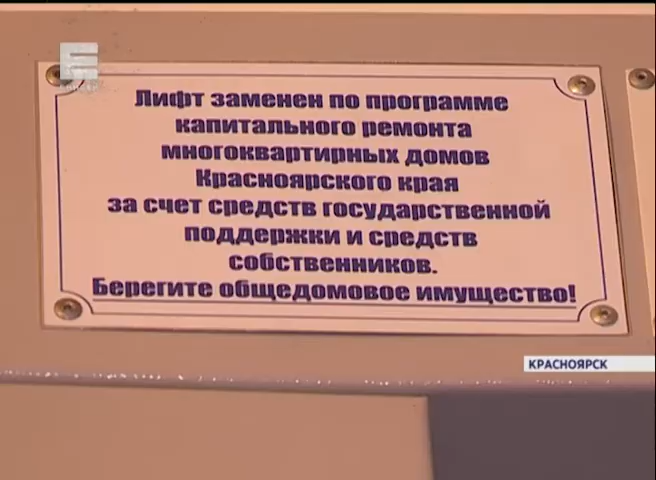 Лифт заменен по программе
капитального ремонта
многоквартирных домов
Красноярского края
за счет средств государственной
поддержки и средств
собственников.
Берегите общедомовое имущество!
КРАСНОЯРСК